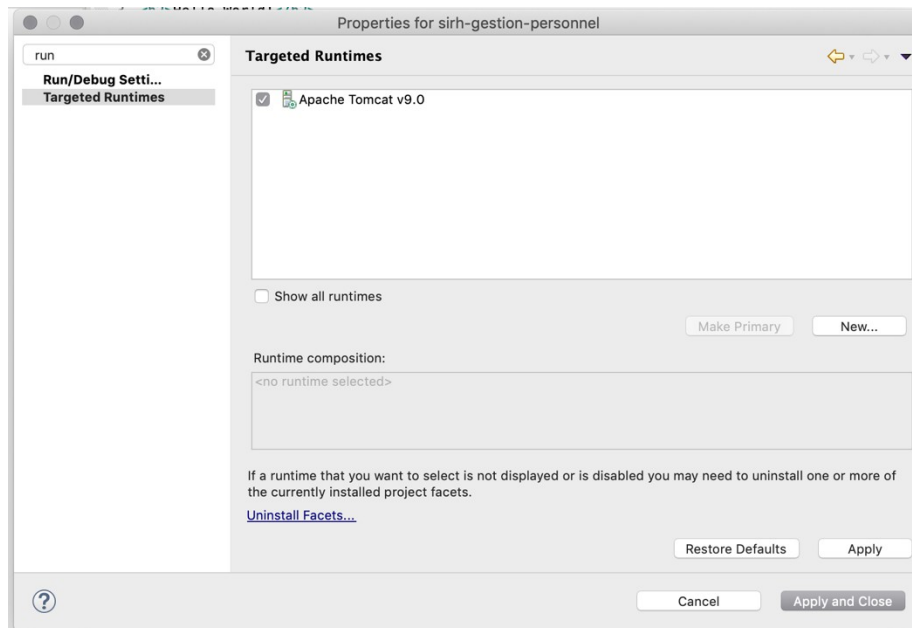 Properties for sirh-gestion-personnel
run
Run/Debug Setti...
Targeted Runtimes
Targeted Runtimes
Apache Tomcat v9.0
Show all runtimes
Make Primary
New...
Runtime composition:
<no runtime selected>
If a runtime that you want to select is not displayed or is disabled you may need to uninstall one or more of
the currently installed project facets.
Uninstall Facets...
Restore Defaults
Apply
?
Cancel
Apply and Close